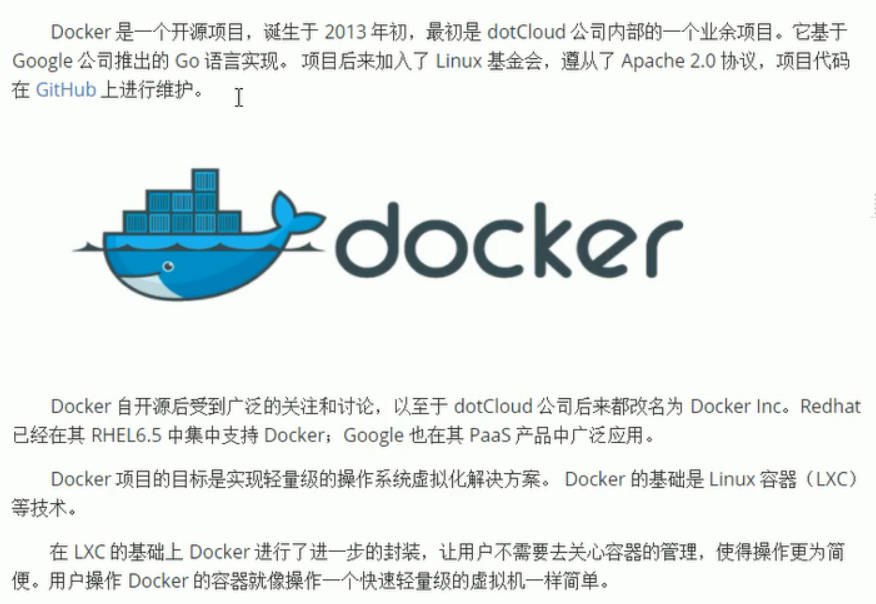 Docker 是一个开源项目，诞生于 2013 年初，最初是 dotCloud 公司内部的一个业余项目。它基于
Google 公司推出的 Go 语言实现。 项目后来加入了 Linux 基金会，遵从了 Apache 2.0 协议，项目代码
在 GitHub 上进行维护。
docker
Docker 自开源后受到广泛的关注和讨论，以至于 dotCloud 公司后来都改名为 Docker Inc。Redhat
已经在其 RHEL6.5 中集中支持 Docker；Google 也在其 PaaS 产品中广泛应用。
Docker 项目的目标是实现轻量级的操作系统虚拟化解决方案。 Docker 的基础是 Linux 容器（LXC）
等技术。
在 LXC 的基础上 Docker 进行了进一步的封装，让用户不需要去关心容器的管理，使得操作更为简
便。用户操作 Docker 的容器就像操作一个快速轻量级的虚拟机一样简单。